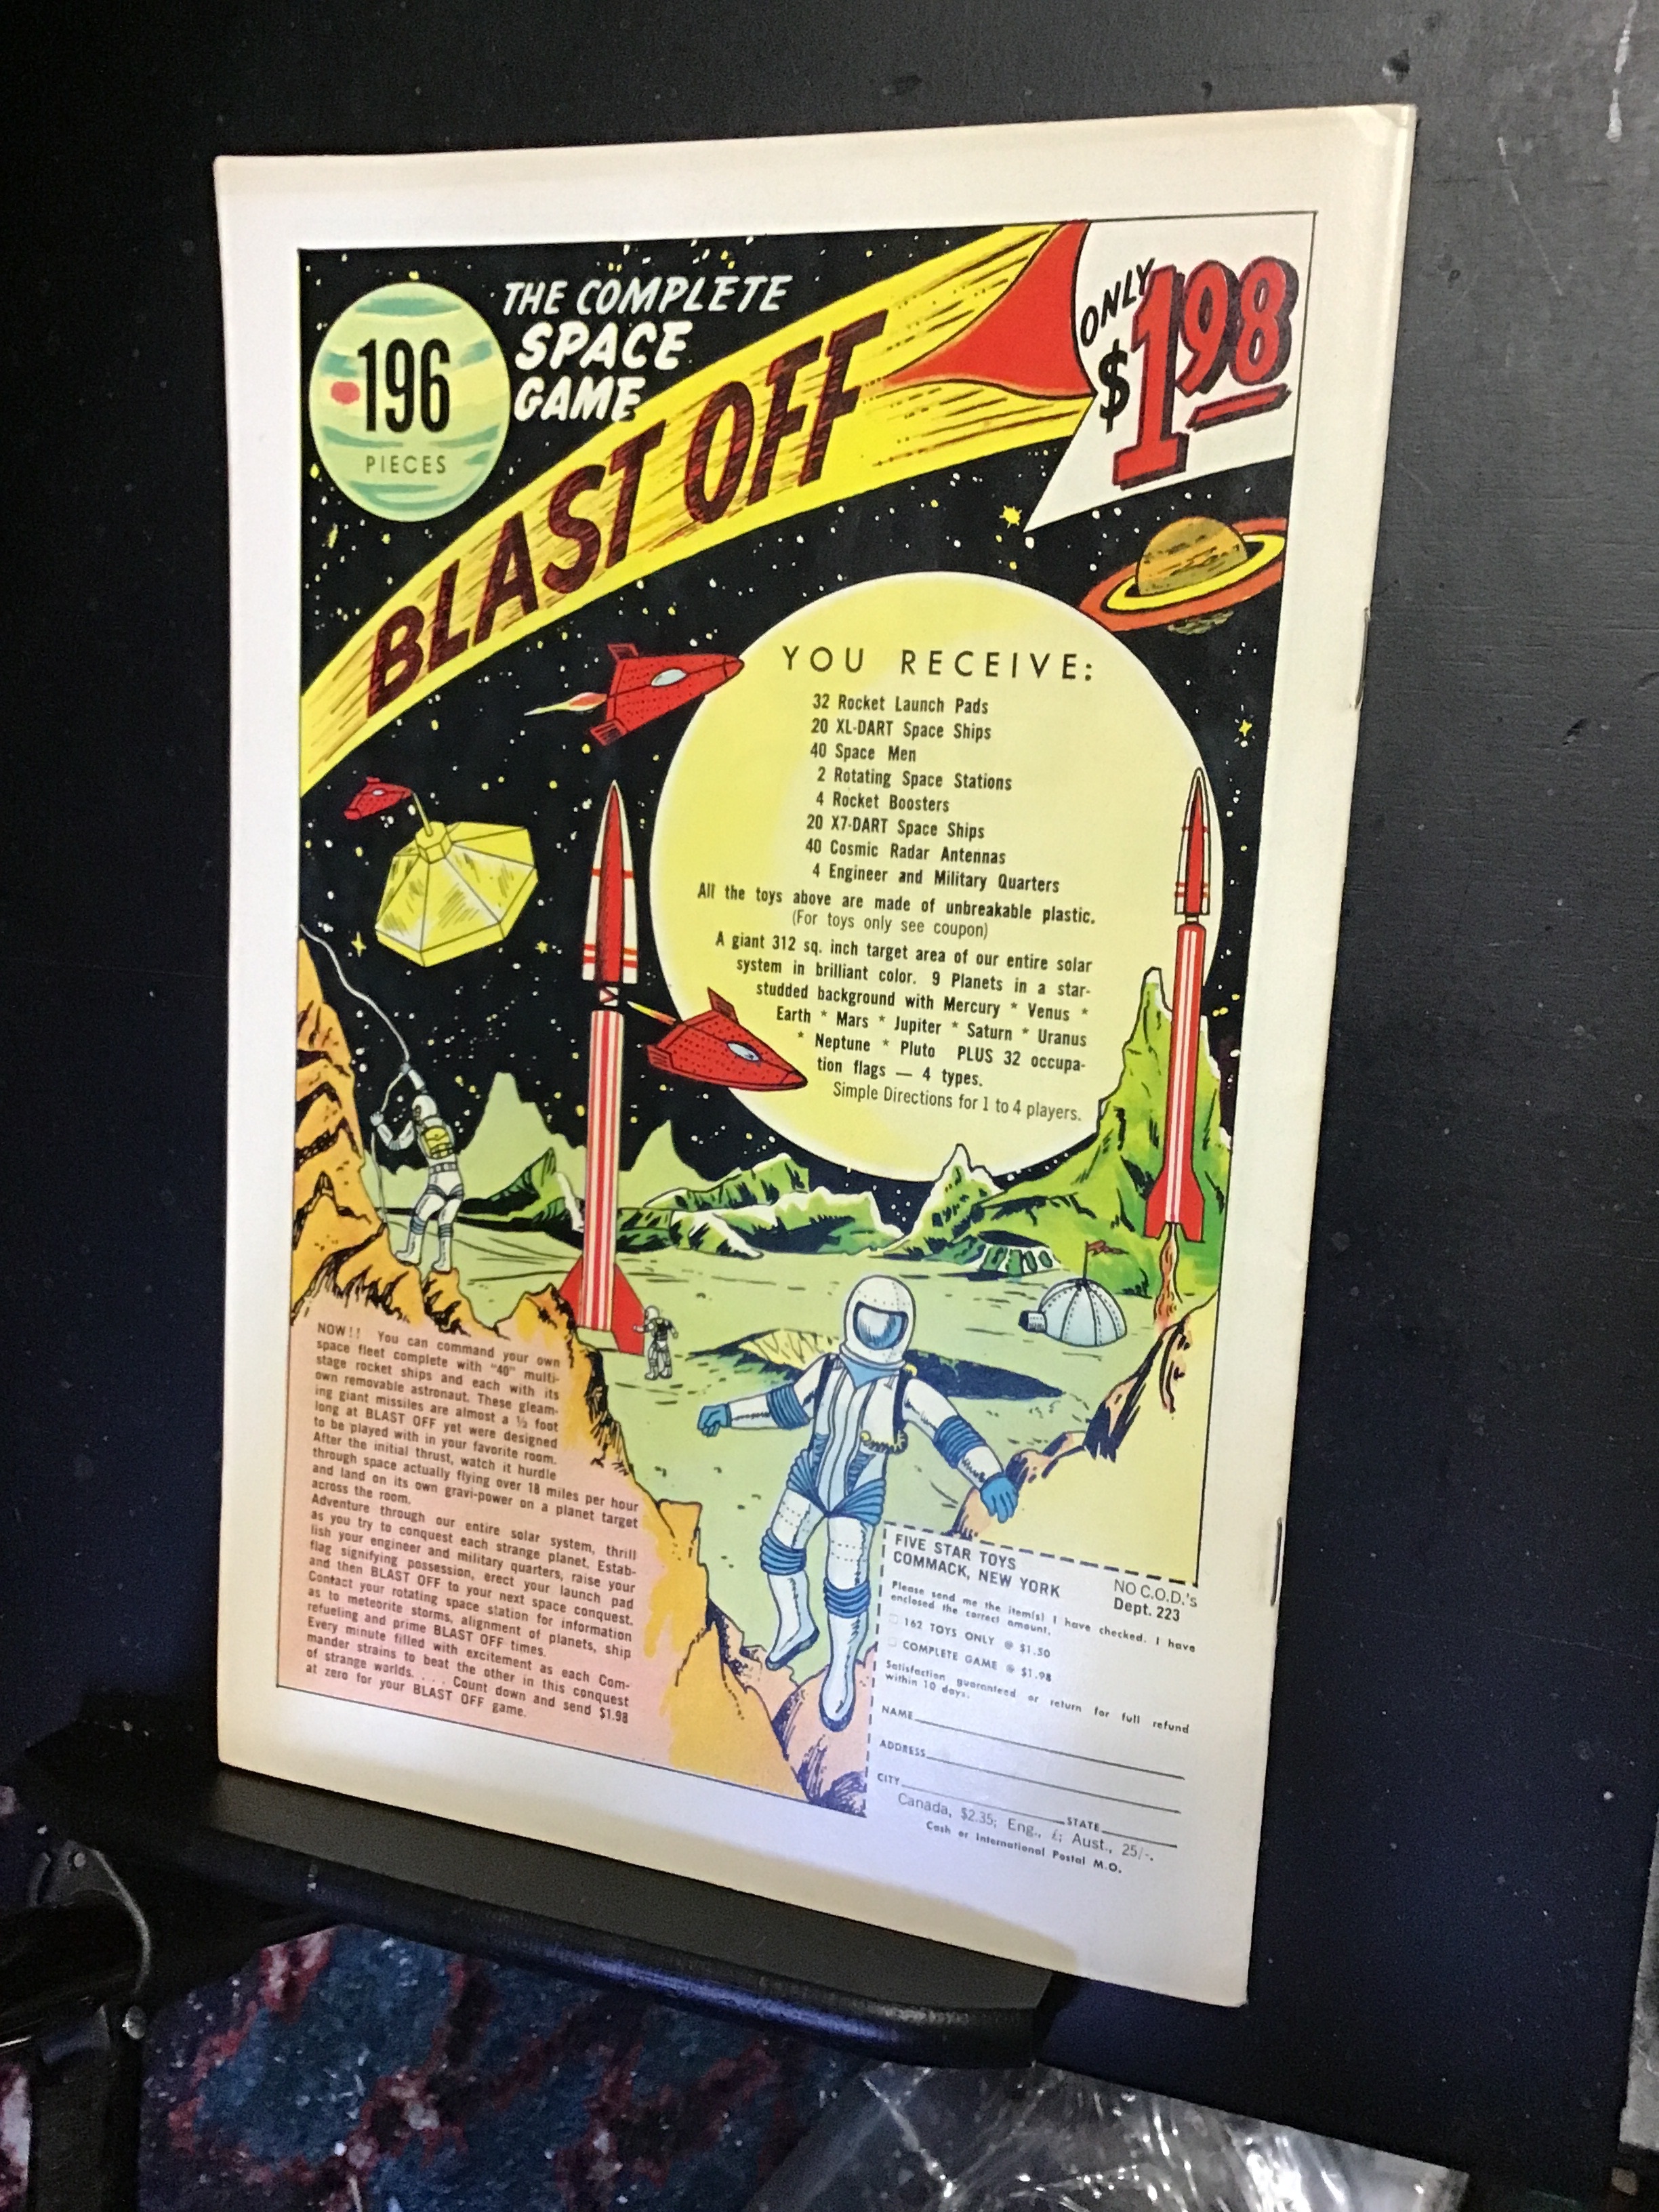 196
PIECES
THE COMPLETE
SPACE
GAME
BLAST OFF
ONLY
$1.98
YOU RECEIVE:
32 Rocket Launch Pads
20 XL-DART Space Ships
40 Space Men
2 Rotating Space Stations
4 Rocket Boosters
20 X7-DART Space Ships
40 Cosmic Radar Antennas
4 Engineer and Military Quarters
All the toys above are made of unbreakable plastic.
(For toys only see coupon)
A giant 312 sq. inch target area of our entire solar
system in brilliant color. 9 Planets in a star-
studded background with Mercury * Venus *
Earth * Mars * Jupiter * Saturn * Uranus
* Neptune * Pluto PLUS 32 occupa-
tion flags — 4 types.
Simple Directions for 1 to 4 players.
NOW!! You can command your own
space fleet complete with "40" multi-
stage rocket ships and each with its
own removable astronaut. These gleam-
ing giant missiles are almost a ½ foot
long at BLAST OFF yet were designed
to be played with in your favorite room.
After the initial thrust, watch it hurdle
through space actually flying over 18 miles per hour
and land on its own gravi-power on a planet target
across the room.
Adventure through our entire solar system, thrill
as you try to conquest each strange planet. Estab-
lish your engineer and military quarters, raise your
flag signifying possession, erect your launch pad
and then BLAST OFF to your next space conquest.
Contact your rotating space station for information
as to meteorite storms, alignment of planets, ship
refueling and prime BLAST OFF times.
Every minute filled with excitement as each Com-
mander strains to beat the other in this conquest
of strange worlds. . . . Count down and send $1.98
at zero for your BLAST OFF game.
FIVE STAR TOYS
COMMACK, NEW YORK
NO C.O.D.'s
Dept. 223
Please send me the item(s) I have checked. I have
enclosed the correct amount.
162 TOYS ONLY @ $1.50
COMPLETE GAME @ $1.98
Satisfaction guaranteed or return for full refund
within 10 days.
NAME
ADDRESS
CITY STATE
Canada, $2.35; Eng., £; Aust., 25/-.
Cash or International Postal M.O.